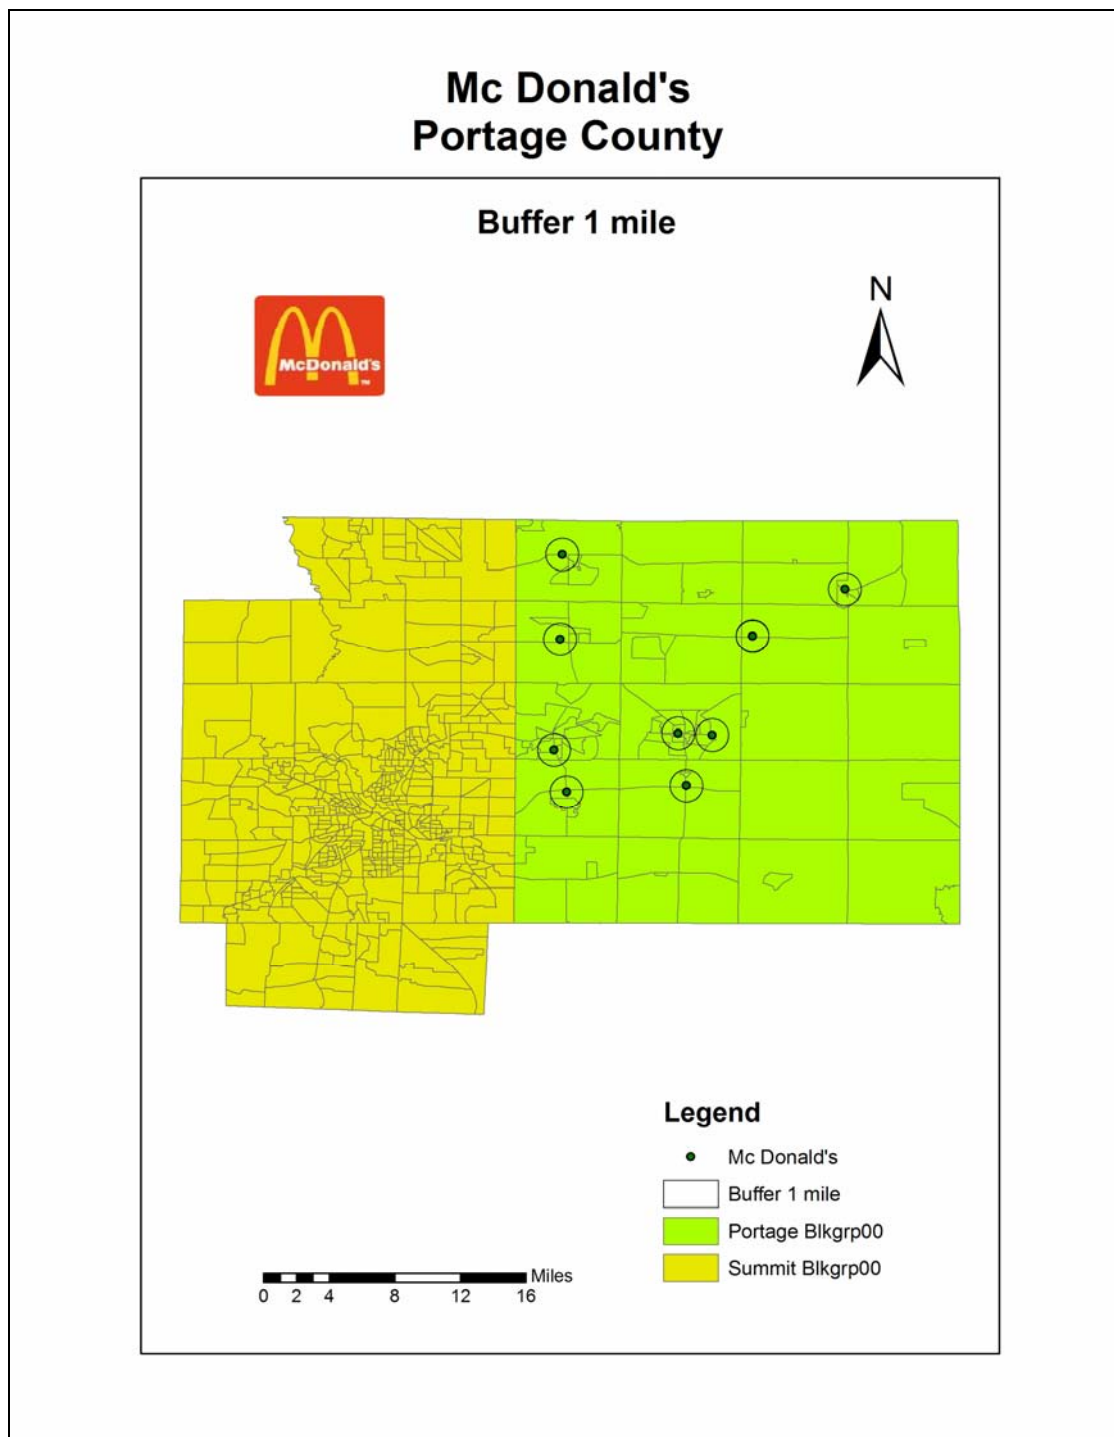 Mc Donald's
Portage County
Buffer 1 mile
N
McDonald's
TM
Legend
Mc Donald's
Buffer 1 mile
Portage Blkgrp00
Summit Blkgrp00
Miles
0 2 4 8 12 16